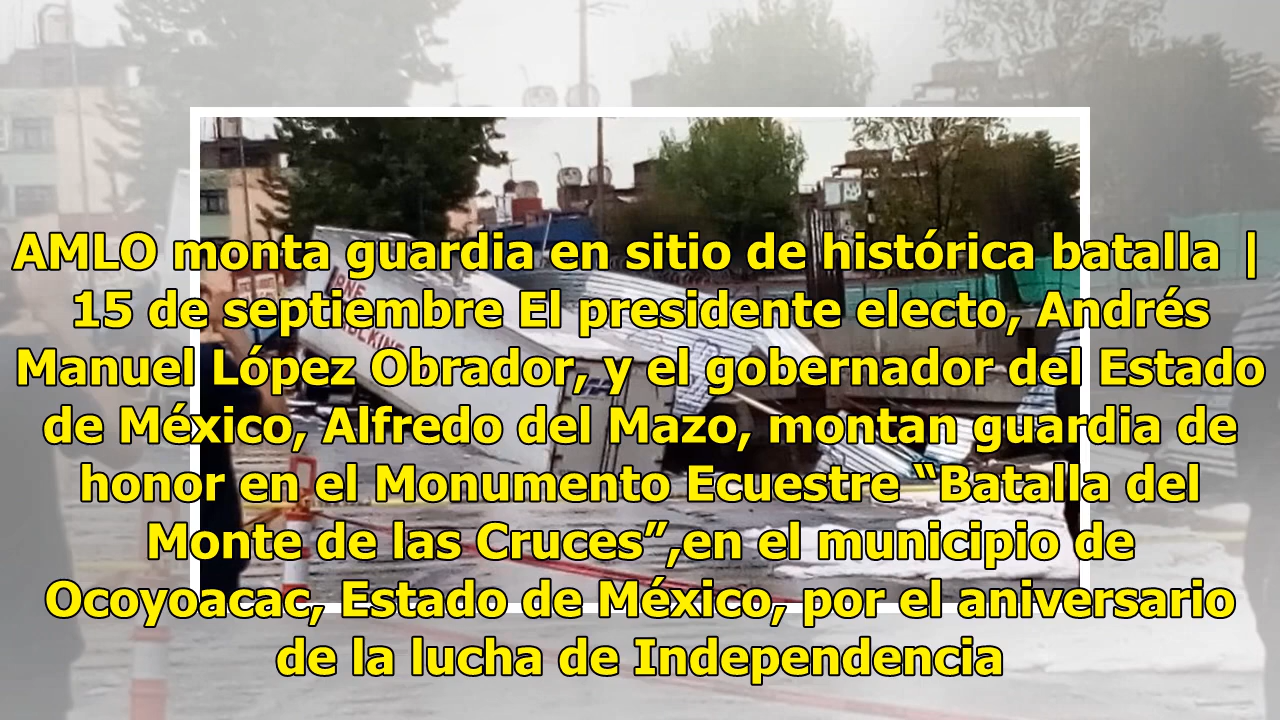 AMLO monta guardia en sitio de histórica batalla |
15 de septiembre El presidente electo, Andrés
Manuel López Obrador, y el gobernador del Estado
de México, Alfredo del Mazo, montan guardia de
honor en el Monumento Ecuestre “Batalla del
Monte de las Cruces”,en el municipio de
Ocoyoacac, Estado de México, por el aniversario
de la lucha de Independencia